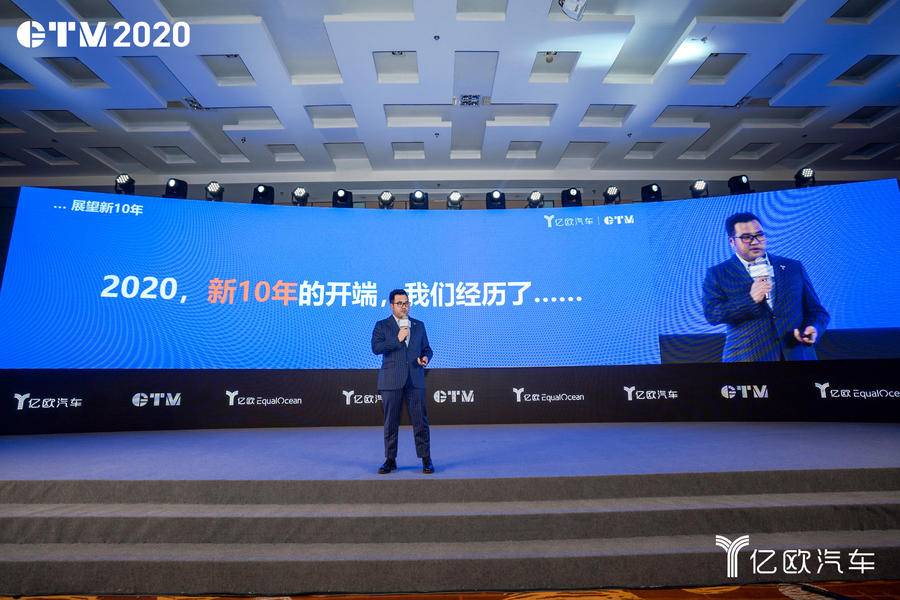 GTM2020
... 展望新10年
亿欧汽车 | GTM
2020，新10年的开端，我们经历了......
亿欧汽车 GTM 亿欧 EqualOcean 亿欧汽车 GTM 亿欧 EqualOcean 亿欧汽车 GTM 亿欧 EqualOcean
亿欧汽车